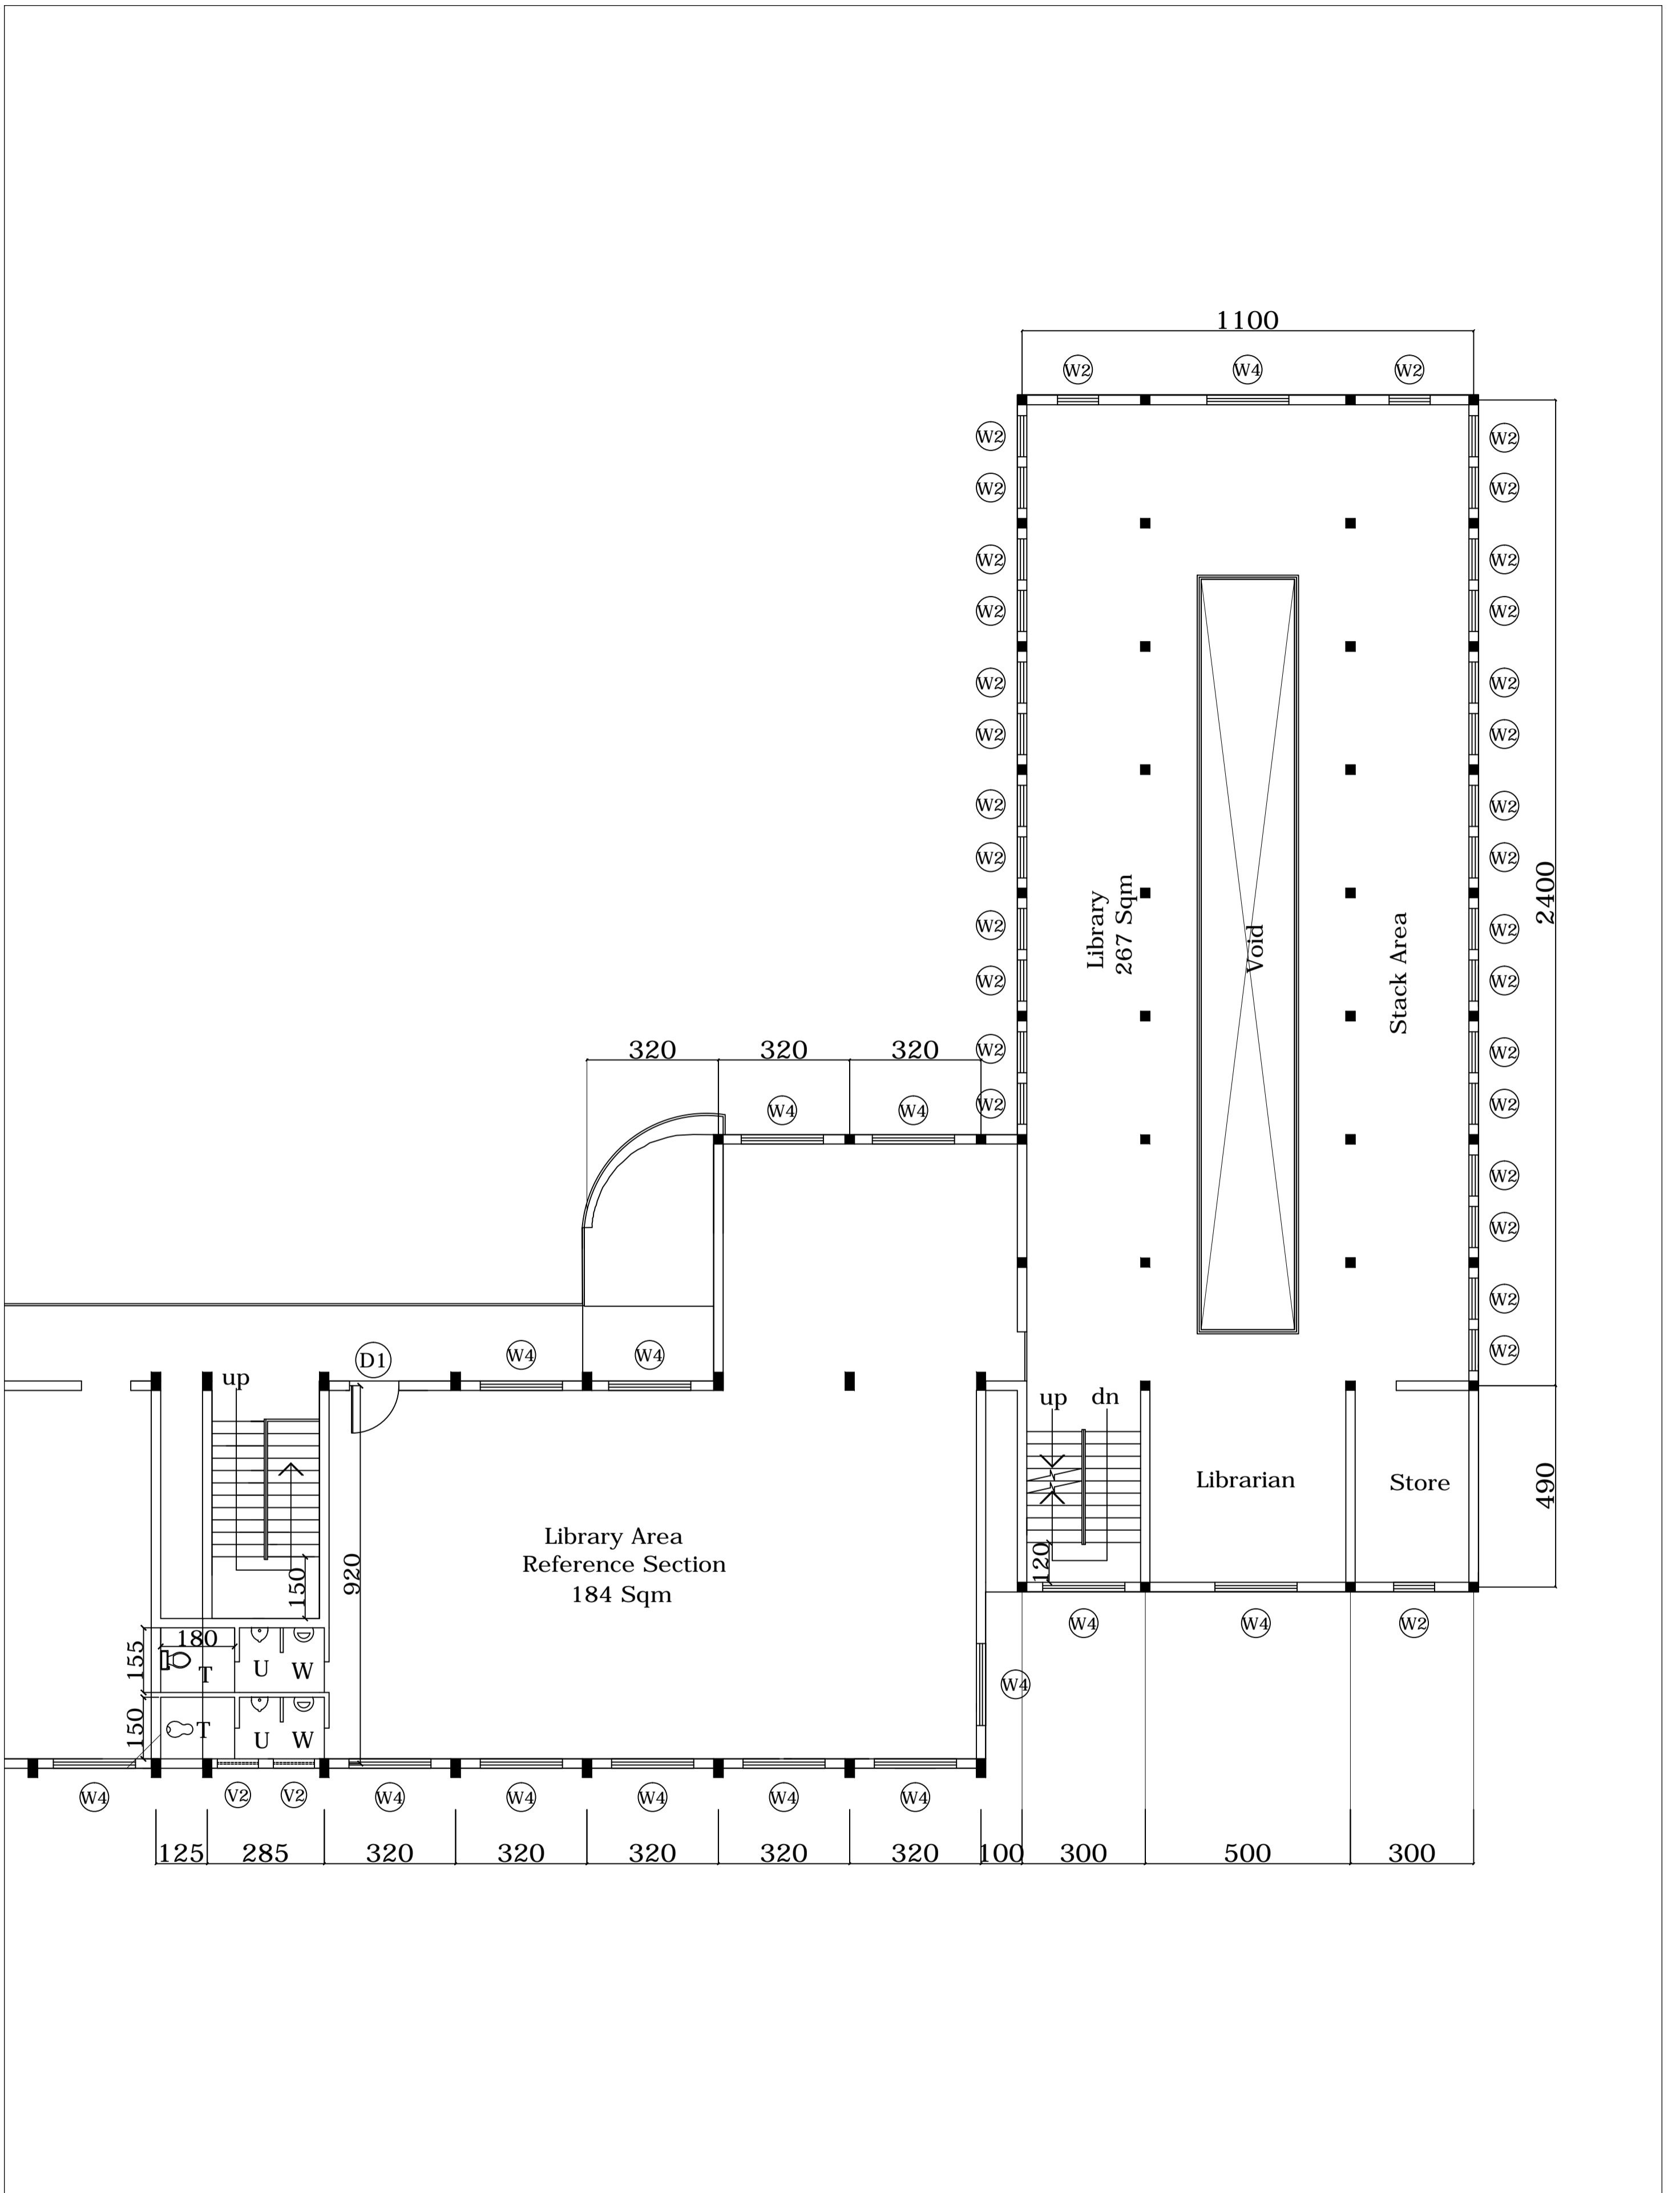 1100
W2 W4 W2
W2 W2
W2 W2
W2 W2
W2 W2
W2 W2
W2 W2
W2 W2
W2 W2
2400
Library
267 Sqm
Void
Stack Area
W2 W2
W2 W2
320 320 320 W2 W2
W4 W4 W2 W2
W2
W2
W2
D1 W4 W4 W2
up
up dn
Librarian
Store
490
Library Area
Reference Section
184 Sqm
920
150
120
W4 W4 W2
180
155
T U W
W4
150
T U W
W4 V2 V2 W4 W4 W4 W4 W4
125 285 320 320 320 320 320 100 300 500 300